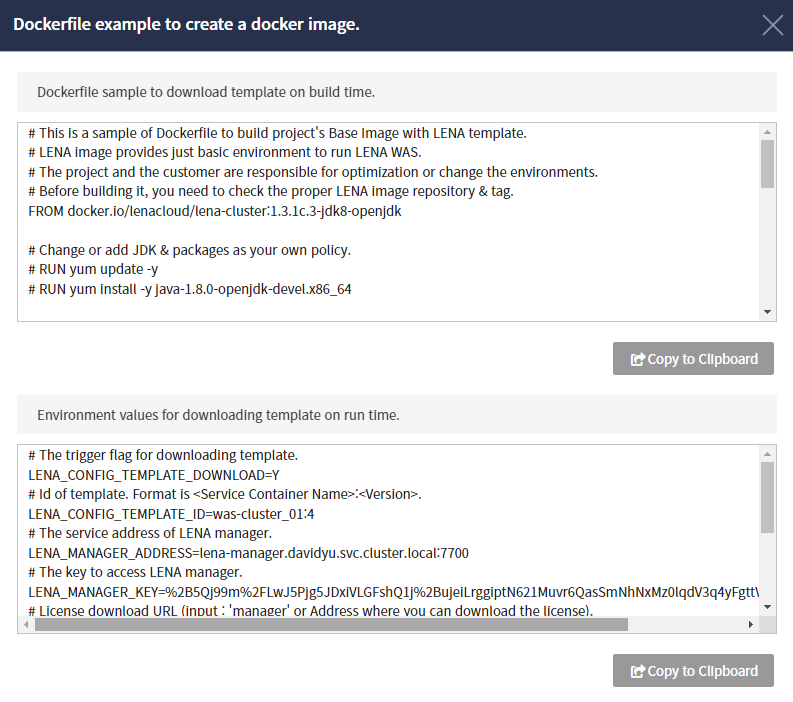 Dockerfile example to create a docker image.
Dockerfile sample to download template on build time.
# This is a sample of Dockerfile to build project's Base Image with LENA template.
# LENA image provides just basic environment to run LENA WAS.
# The project and the customer are responsible for optimization or change the environments.
# Before building it, you need to check the proper LENA image repository & tag.
FROM docker.io/lenacloud/lena-cluster:1.3.1c.3-jdk8-openjdk
# Change or add JDK & packages as your own policy.
# RUN yum update -y
# RUN yum install -y java-1.8.0-openjdk-devel.x86_64
Copy to Clipboard
Environment values for downloading template on run time.
# The trigger flag for downloading template.
LENA_CONFIG_TEMPLATE_DOWNLOAD=Y
# Id of template. Format is <Service Container Name>:<Version>.
LENA_CONFIG_TEMPLATE_ID=was-cluster_01:4
# The service address of LENA manager.
LENA_MANAGER_ADDRESS=lena-manager.davidyu.svc.cluster.local:7700
# The key to access LENA manager.
LENA_MANAGER_KEY=%2B5Qj99m%2FLwJ5Pjg5JDxiVLGFshQ1j%2BujeiLrggiptN621Muvr6QasSmNhNxMz0lqdV3q4yFgttV
# License download URL (input : 'manager' or Address where you can download the license).
Copy to Clipboard